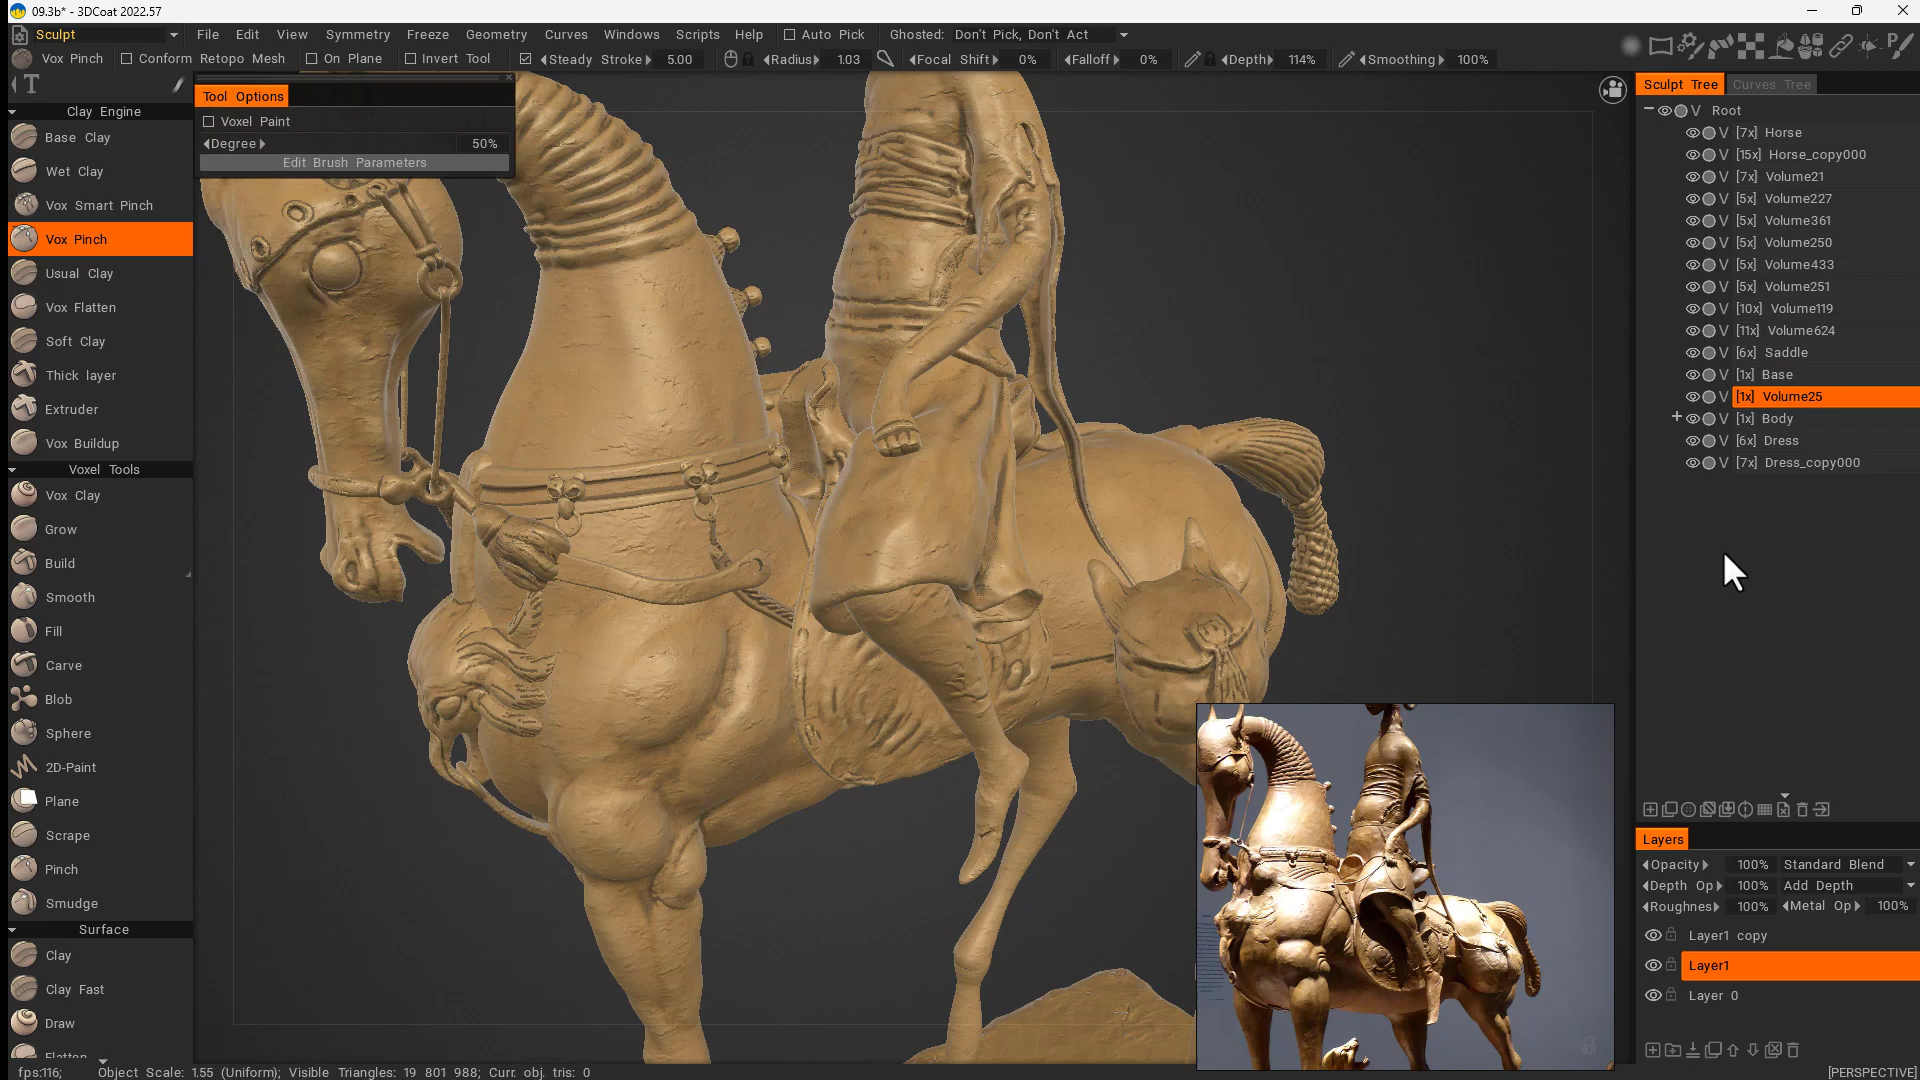 09.3b* - 3DCoat 2022.57
Sculpt File Edit View Symmetry Freeze Geometry Curves Windows Scripts Help Auto Pick Ghosted: Don't Pick, Don't Act
Vox Pinch Conform Retopo Mesh On Plane Invert Tool Steady Stroke 5.00 Radius 1.03 Focal Shift 0% Falloff 0% Depth 114% Smoothing 100%
Tool Options
Voxel Paint
Degree 50%
Edit Brush Parameters
Clay Engine
Base Clay
Wet Clay
Vox Smart Pinch
Vox Pinch
Usual Clay
Vox Flatten
Soft Clay
Thick layer
Extruder
Vox Buildup
Voxel Tools
Vox Clay
Grow
Build
Smooth
Fill
Carve
Blob
Sphere
2D-Paint
Plane
Scrape
Pinch
Smudge
Surface
Clay
Clay Fast
Draw
Flatten
Sculpt Tree Curves Tree
V Root
V [7x] Horse
V [15x] Horse_copy000
V [7x] Volume21
V [5x] Volume227
V [5x] Volume361
V [5x] Volume250
V [5x] Volume433
V [5x] Volume251
V [10x] Volume119
V [11x] Volume624
V [6x] Saddle
V [1x] Base
V [1x] Volume25
V [1x] Body
V [6x] Dress
V [7x] Dress_copy000
Layers
Opacity 100% Standard Blend
Depth Op 100% Add Depth
Roughnes 100% Metal Op 100%
Layer1 copy
Layer1
Layer 0
fps:116; Object Scale: 1.55 (Uniform); Visible Triangles: 19 801 988; Curr. obj. tris: 0
[PERSPECTIVE]